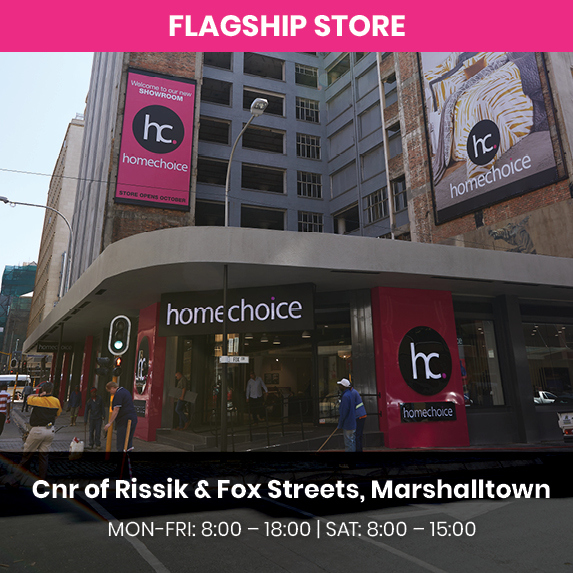 FLAGSHIP STORE
Welcome to our new
SHOWROOM
hc.
homechoice
STORE OPENS OCTOBER
hc.
homechoice
homechoice
hc.
homechoice
Cnr of Rissik & Fox Streets, Marshalltown
MON-FRI: 8:00 – 18:00 | SAT: 8:00 – 15:00